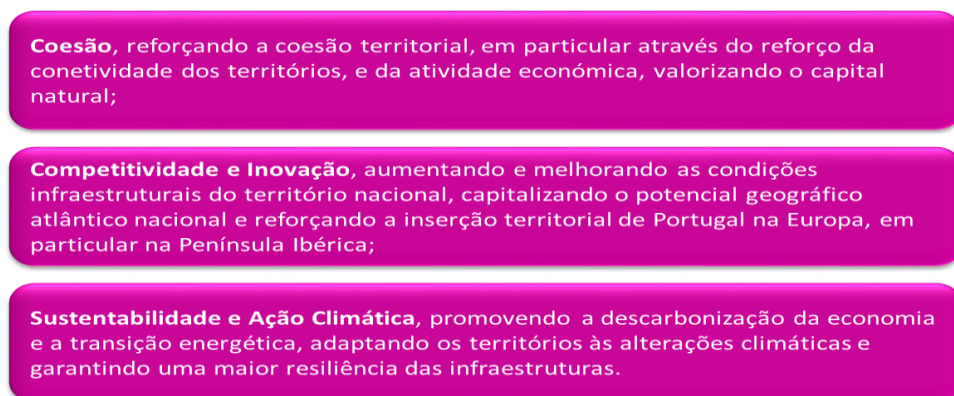 Coesão, reforçando a coesão territorial, em particular através do reforço da
conetividade dos territórios, e da atividade económica, valorizando o capital
natural;
Competitividade e Inovação, aumentando e melhorando as condições
infraestruturais do território nacional, capitalizando o potencial geográfico
atlântico nacional e reforçando a inserção territorial de Portugal na Europa, em
particular na Península Ibérica;
Sustentabilidade e Ação Climática, promovendo a descarbonização da economia
e a transição energética, adaptando os territórios às alterações climáticas e
garantindo uma maior resiliência das infraestruturas.